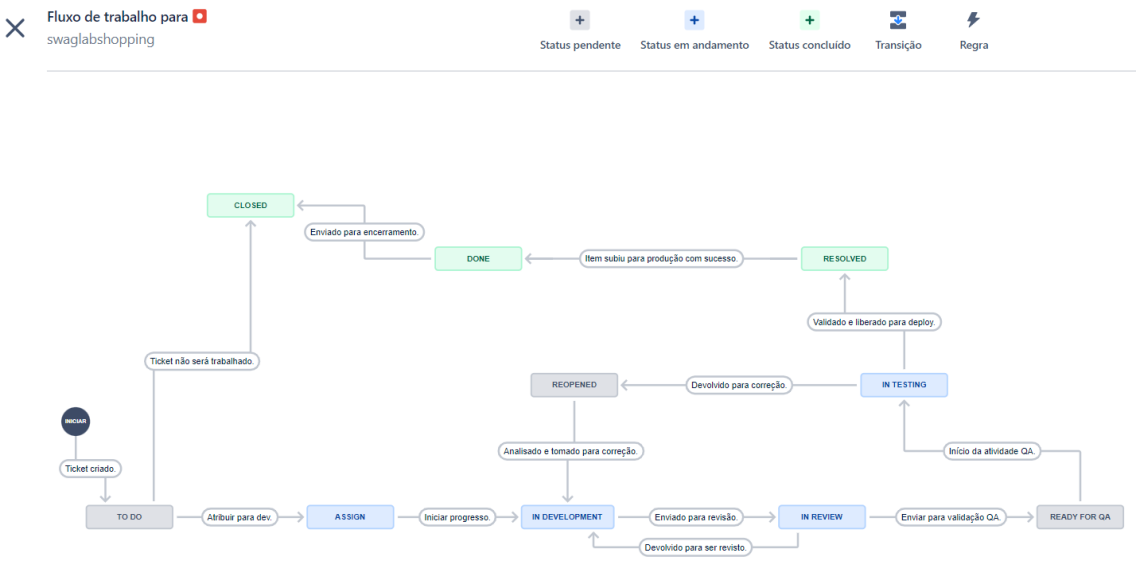 Fluxo de trabalho para
swaglabshopping
Status pendente
Status em andamento
Status concluído
Transição
Regra
CLOSED
Enviado para encerramento.
DONE
Item subiu para produção com sucesso.
RESOLVED
Validado e liberado para deploy.
Ticket não será trabalhado.
REOPENED
Devolvido para correção.
IN TESTING
INICIAR
Analisado e tomado para correção.
Início da atividade QA.
Ticket criado.
TO DO
Atribuir para dev.
ASSIGN
Iniciar progresso.
IN DEVELOPMENT
Enviado para revisão.
IN REVIEW
Enviar para validação QA.
READY FOR QA
Devolvido para ser revisto.